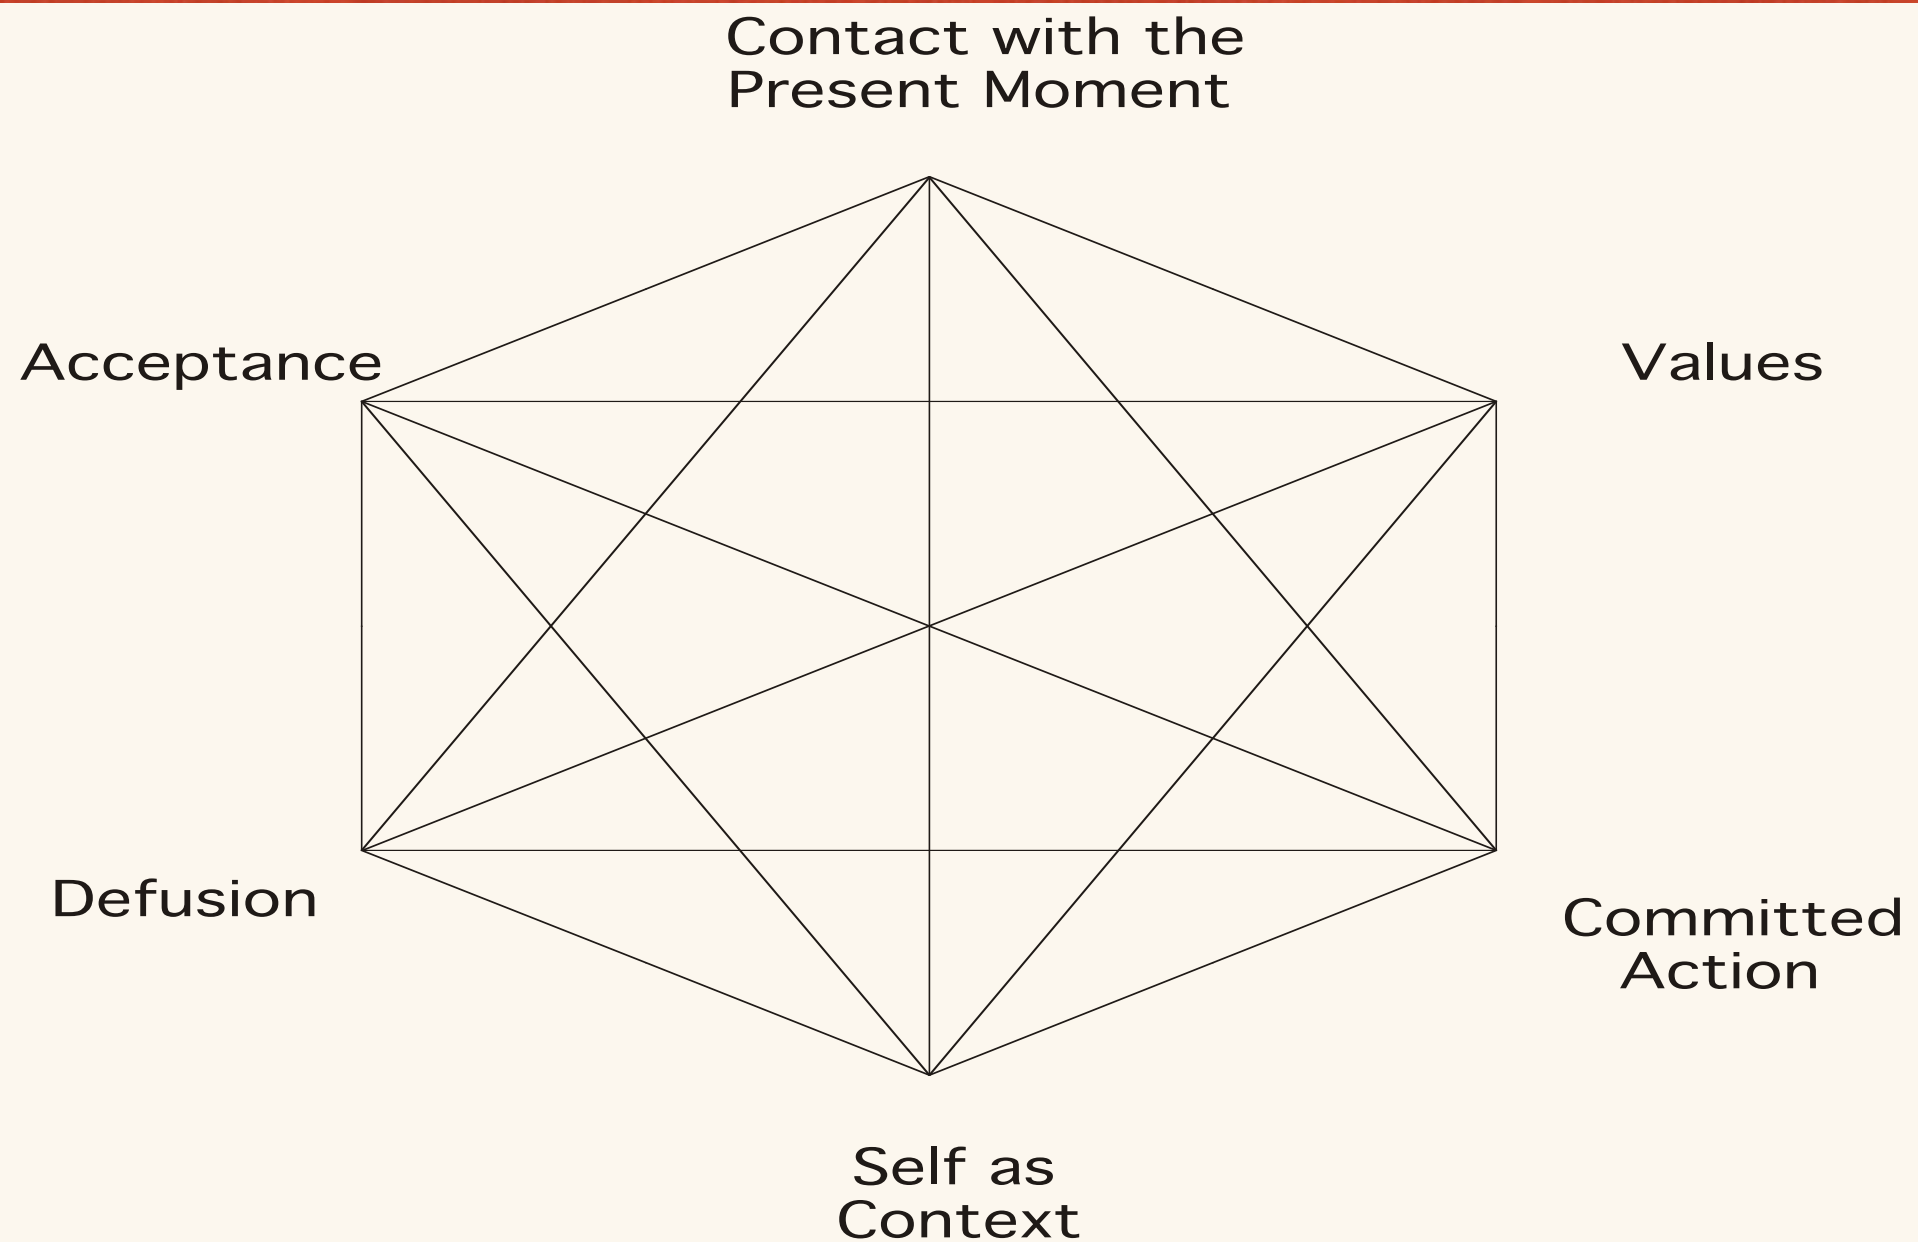 Contact with the
Present Moment
Acceptance
Values
Defusion
Committed
Action
Self as
Context